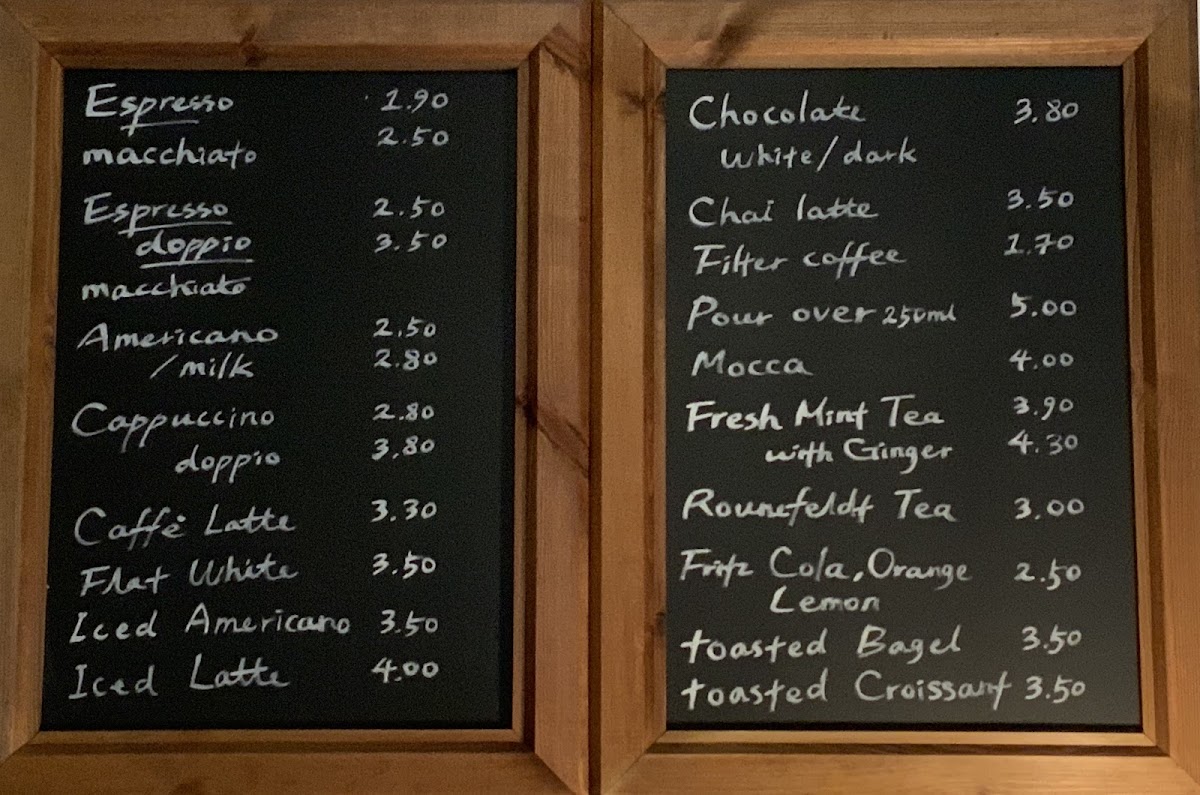 Espresso 1.90
macchiato 2.50
Espresso 2.50
doppio 3.50
macchiato
Americano 2.50
/milk 2.80
Cappuccino 2.80
doppio 3.80
Caffè Latte 3.30
Flat White 3.50
Iced Americano 3.50
Iced Latte 4.00
Chocolate 3.80
White/dark
Chai latte 3.50
Filter coffee 1.70
Pour over 250ml 5.00
Mocca 4.00
Fresh Mint Tea 3.90
with Ginger 4.30
Rounefeldt Tea 3.00
Fritz Cola, Orange 2.50
Lemon
toasted Bagel 3.50
toasted Croissant 3.50